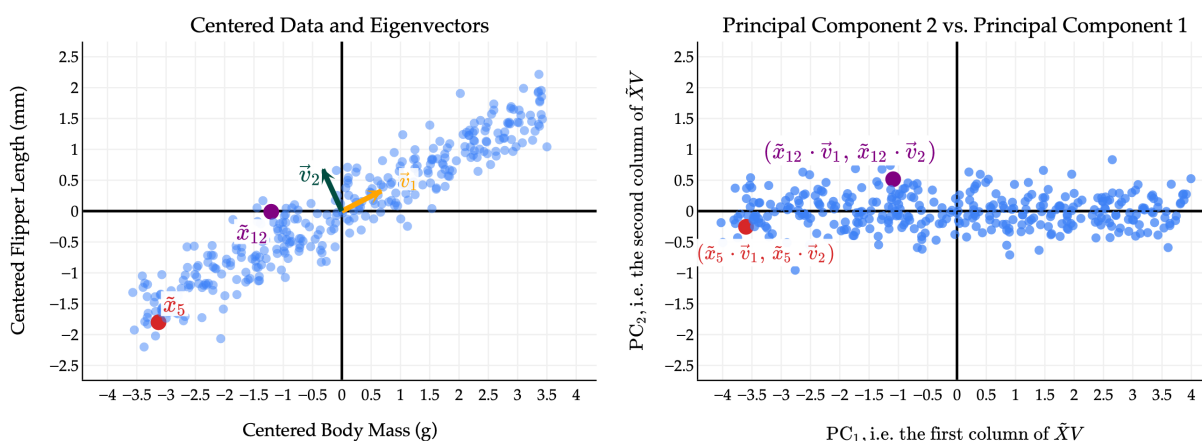 Centered Data and Eigenvectors
Centered Flipper Length (mm)
2.5
2
1.5
1
0.5
0
−0.5
−1
−1.5
−2
−2.5
v⃗₂
v⃗₁
x̃₁₂
x̃₅
−4 −3.5 −3 −2.5 −2 −1.5 −1 −0.5 0 0.5 1 1.5 2 2.5 3 3.5 4
Centered Body Mass (g)
Principal Component 2 vs. Principal Component 1
PC₂, i.e. the second column of X̃V
2.5
2
1.5
1
0.5
0
−0.5
−1
−1.5
−2
−2.5
(x̃₁₂ · v⃗₁, x̃₁₂ · v⃗₂)
(x̃₅ · v⃗₁, x̃₅ · v⃗₂)
−4 −3.5 −3 −2.5 −2 −1.5 −1 −0.5 0 0.5 1 1.5 2 2.5 3 3.5 4
PC₁, i.e. the first column of X̃V